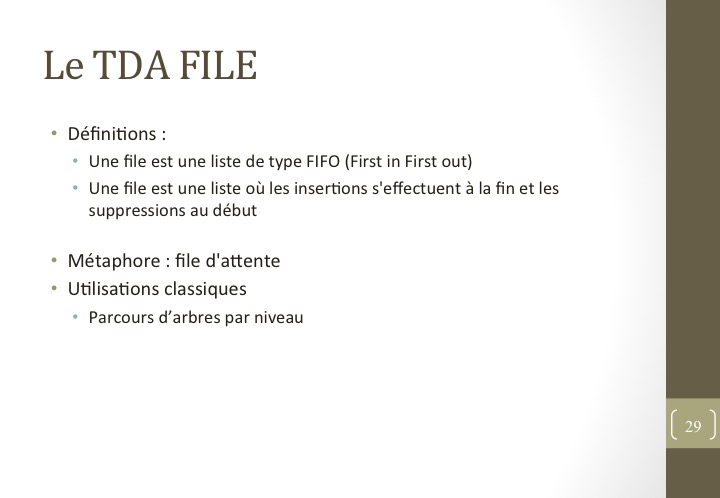 Le TDA FILE
• Définitions :
• Une file est une liste de type FIFO (First in First out)
• Une file est une liste où les insertions s'effectuent à la fin et les
suppressions au début
• Métaphore : file d'attente
• Utilisations classiques
• Parcours d’arbres par niveau
29